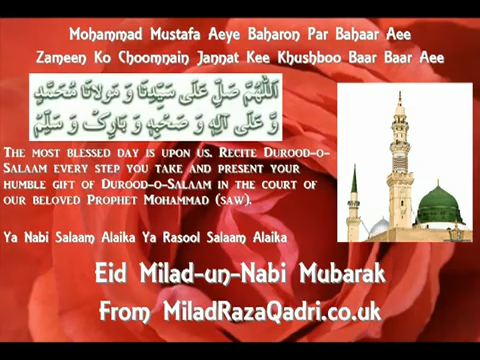 Mohammad Mustafa Aeye Baharon Par Bahaar Aee
Zameen Ko Choomnain Jannat Kee Khushboo Baar Baar Aee
اَللّٰهُمَّ صَلِّ عَلٰى سَيِّدِنَا وَ مَوْلَانَا مُحَمَّدٍ
وَّ عَلٰى اٰلِهٖ وَ صَحْبِهٖ وَ بَارِكْ وَ سَلِّمْ
The most blessed day is upon us. Recite Durood-o-
Salaam every step you take and present your
humble gift of Durood-o-Salaam in the court of
our beloved Prophet Mohammad (saw).
Ya Nabi Salaam Alaika Ya Rasool Salaam Alaika
Eid Milad-un-Nabi Mubarak
From MiladRazaQadri.co.uk